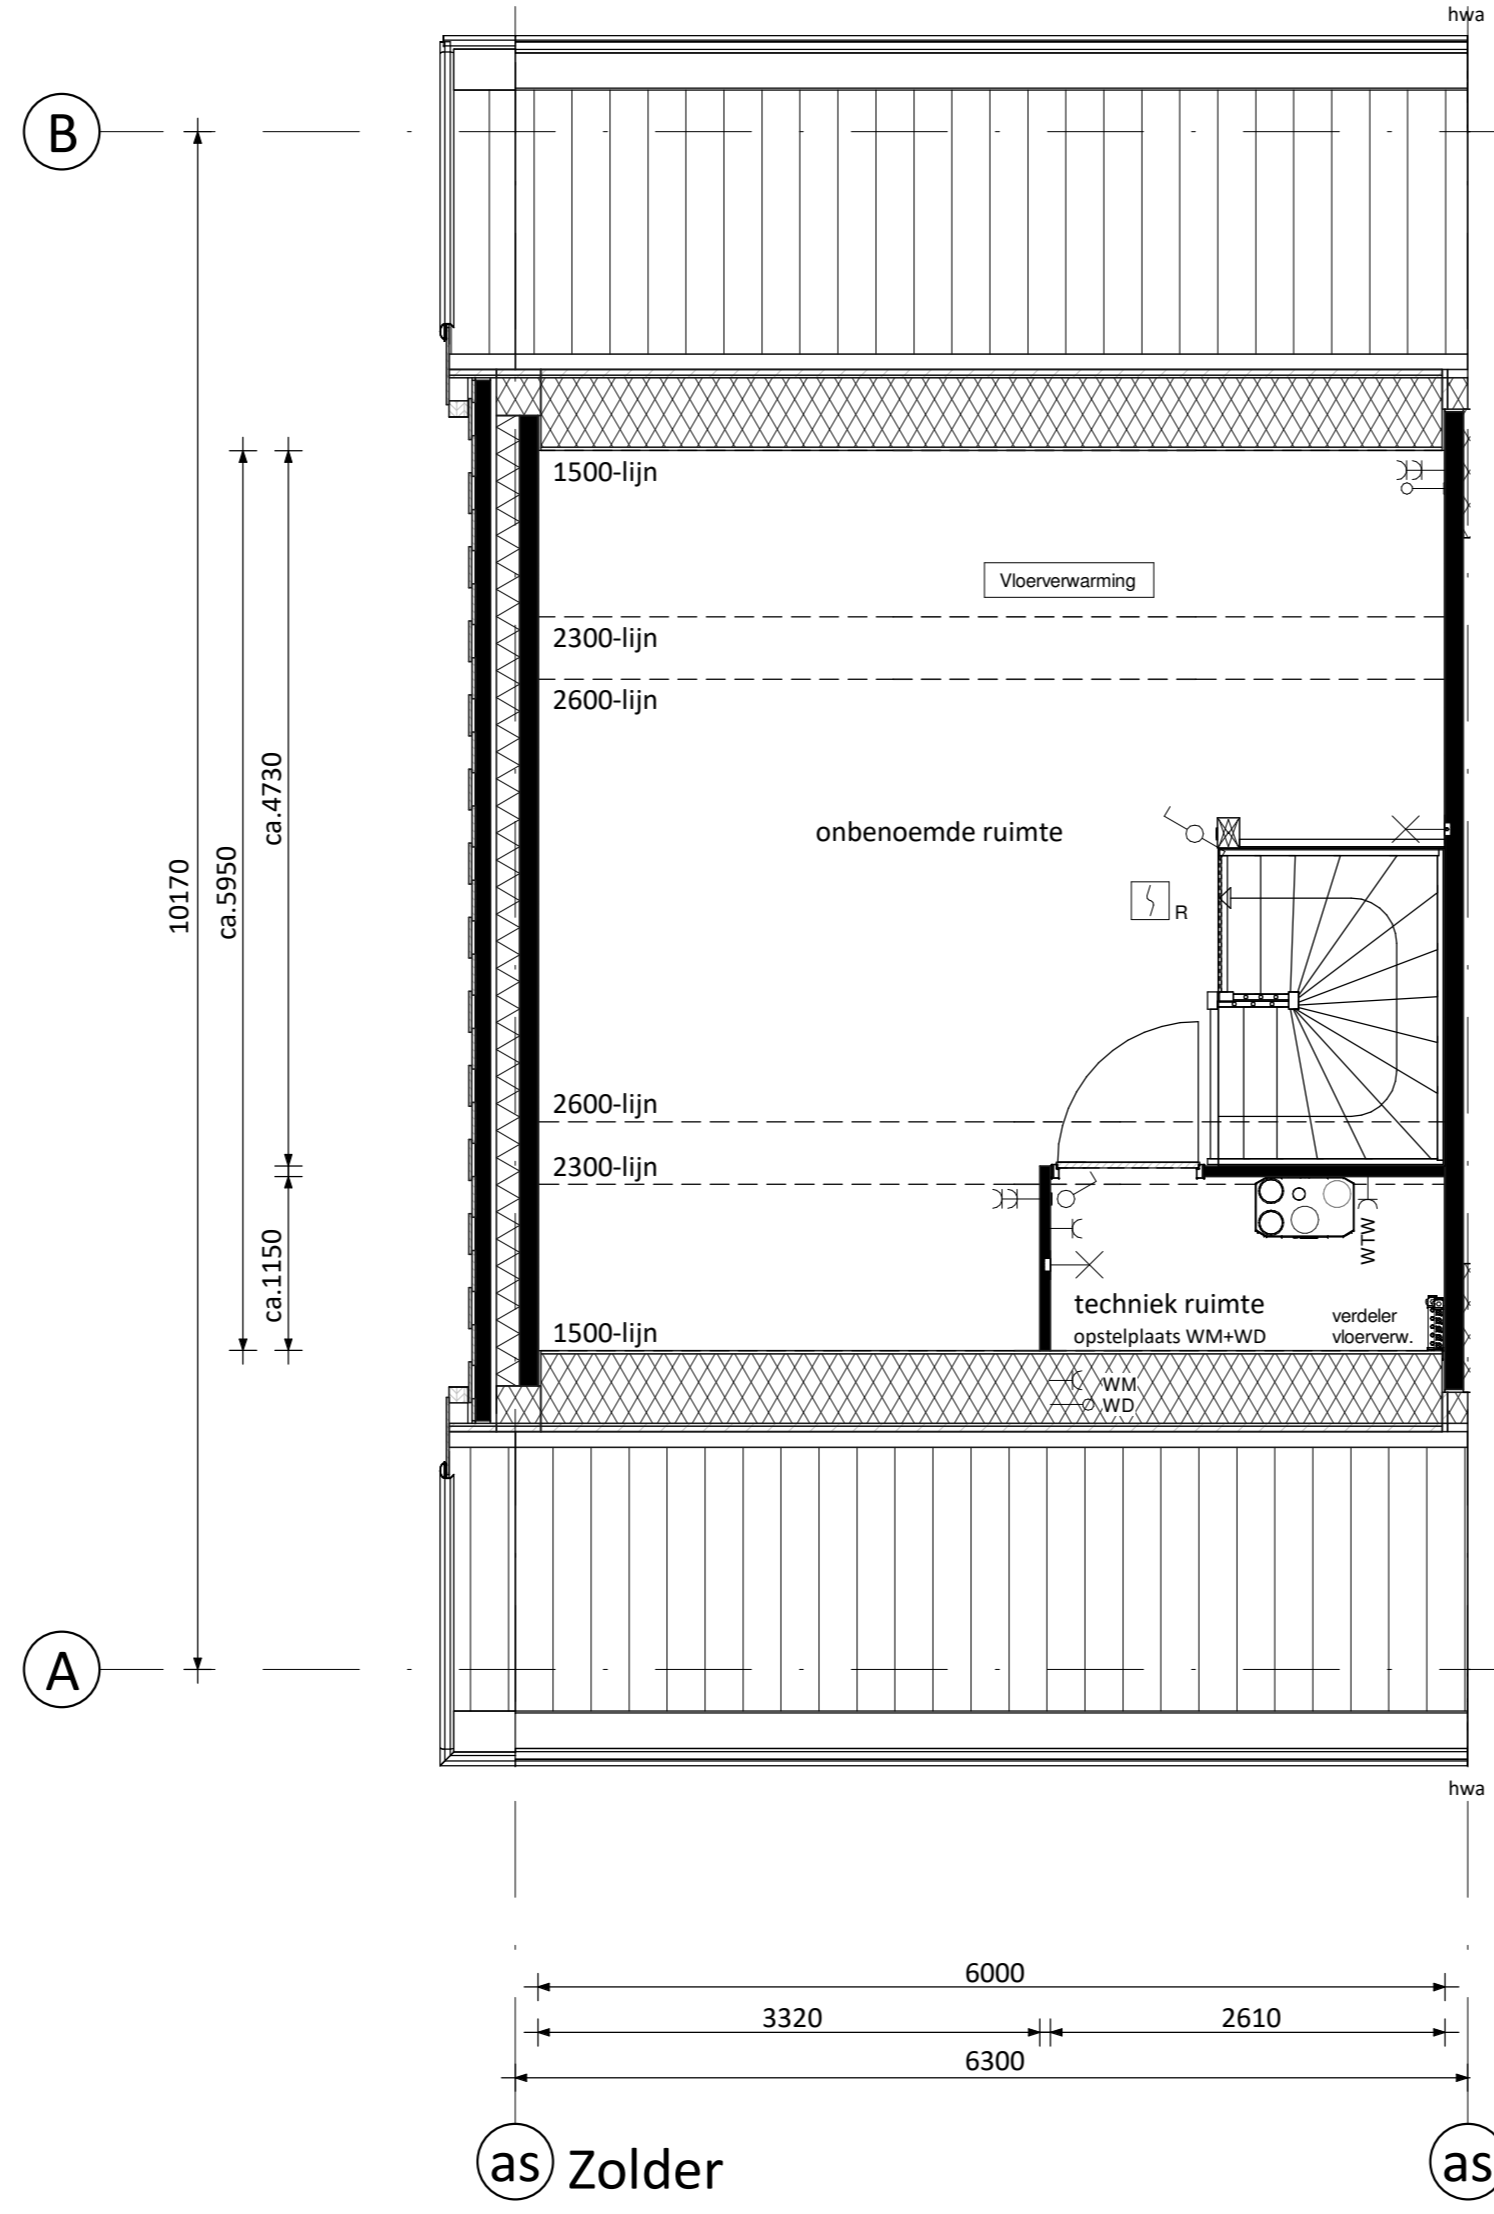 hwa
B
1500-lijn
Vloerverwarming
2300-lijn
2600-lijn
ca.4730
onbenoemde ruimte
10170
ca.5950
R
2600-lijn
2300-lijn
ca.1150
WTW
techniek ruimte
opstelplaats WM+WD
verdeler
vloerverw.
1500-lijn
WM
WD
A
hwa
6000
3320
2610
6300
as
Zolder
as